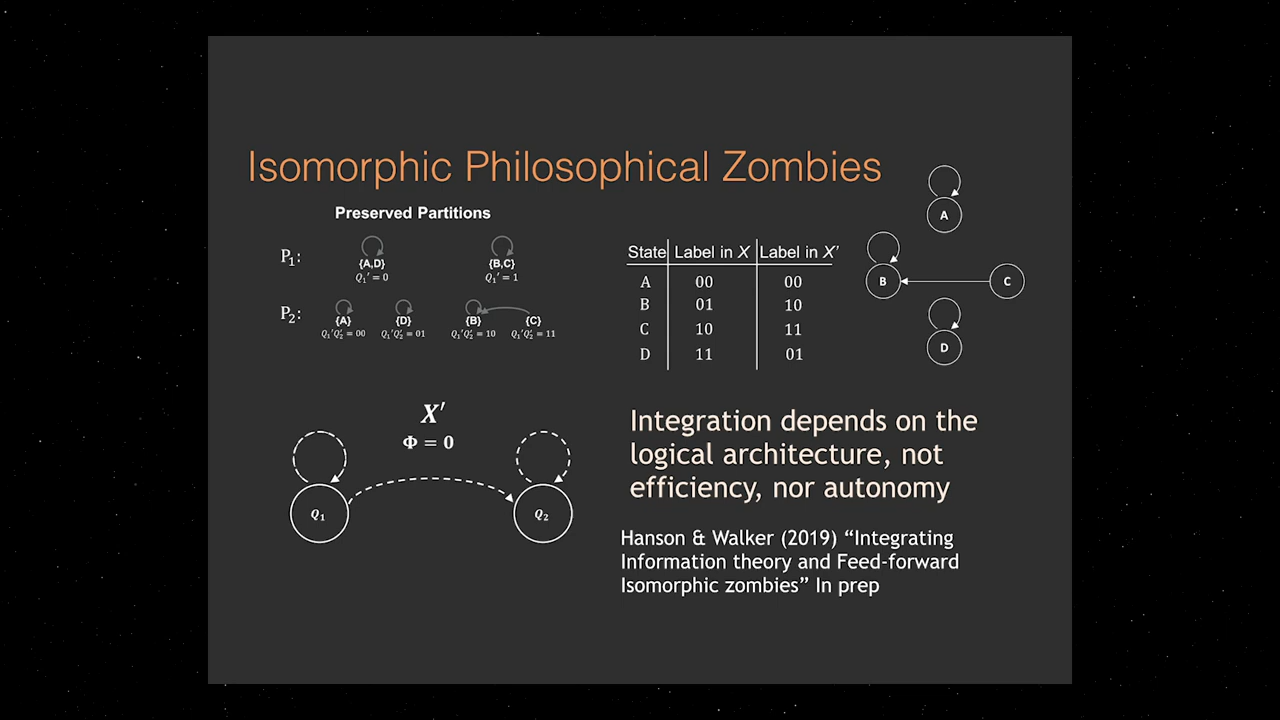 Isomorphic Philosophical Zombies
Preserved Partitions
P₁:
{A,D}
Q₁' = 0
{B,C}
Q₁' = 1
P₂:
{A}
Q₁'Q₂' = 00
{D}
Q₁'Q₂' = 01
{B}
Q₁'Q₂' = 10
{C}
Q₁'Q₂' = 11
State Label in X Label in X'
A 00 00
B 01 10
C 10 11
D 11 01
A
B
C
D
X'
Φ = 0
Q₁
Q₂
Integration depends on the
logical architecture, not
efficiency, nor autonomy
Hanson & Walker (2019) “Integrating
Information theory and Feed-forward
Isomorphic zombies” In prep